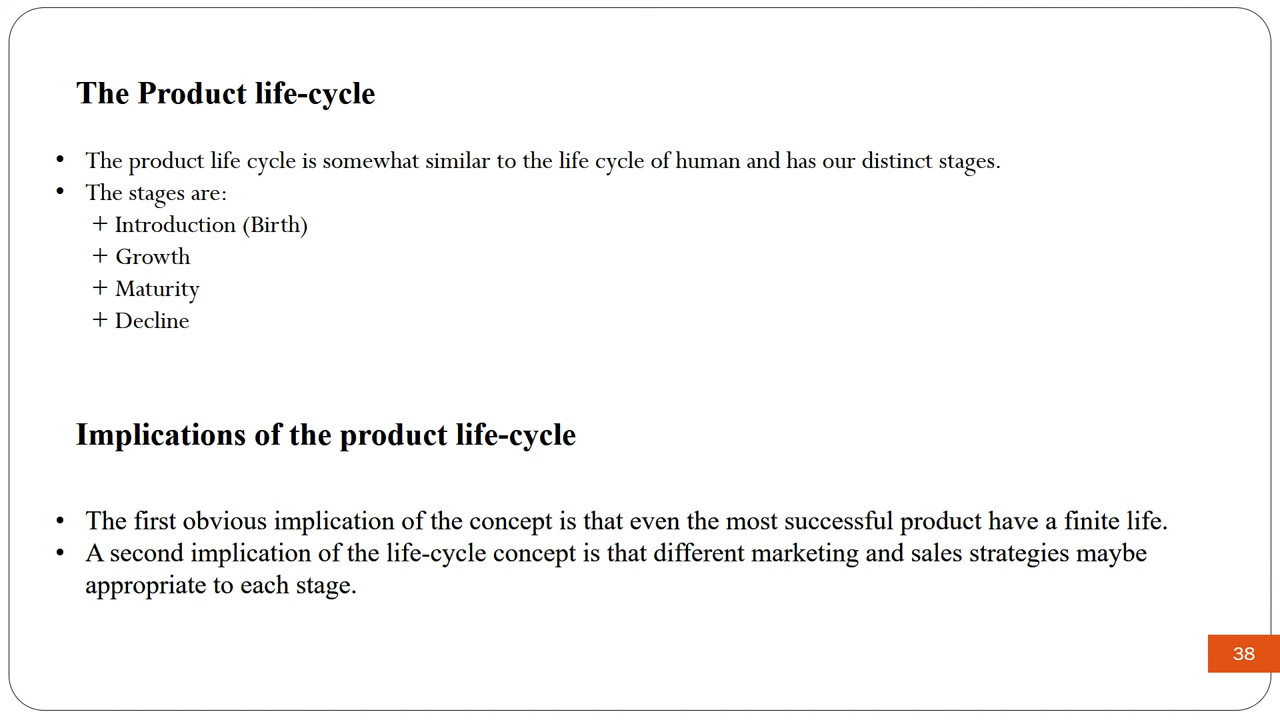 The Product life-cycle
• The product life cycle is somewhat similar to the life cycle of human and has our distinct stages.
• The stages are:
+ Introduction (Birth)
+ Growth
+ Maturity
+ Decline
Implications of the product life-cycle
• The first obvious implication of the concept is that even the most successful product have a finite life.
• A second implication of the life-cycle concept is that different marketing and sales strategies maybe
appropriate to each stage.
38